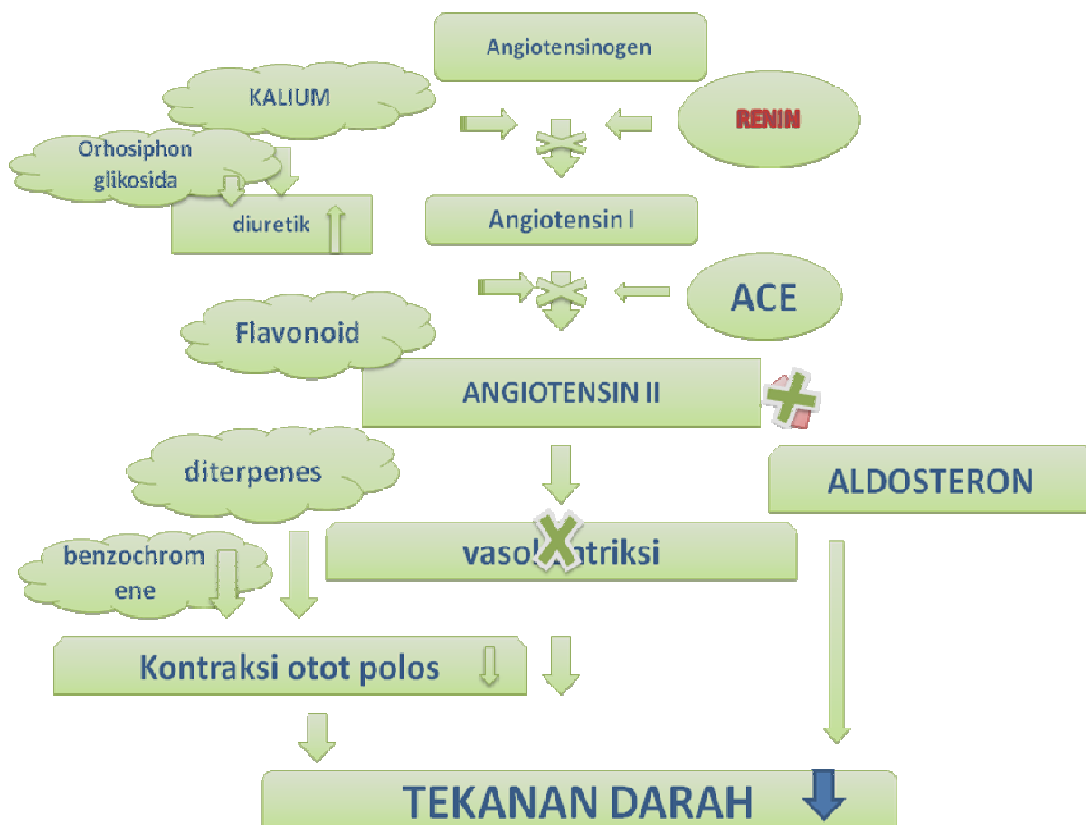 Angiotensinogen
KALIUM
RENIN
Orhosiphon
glikosida
diuretik
Angiotensin I
ACE
Flavonoid
ANGIOTENSIN II
diterpenes
ALDOSTERON
benzochrom
ene
Kontraksi otot polos
TEKANAN DARAH